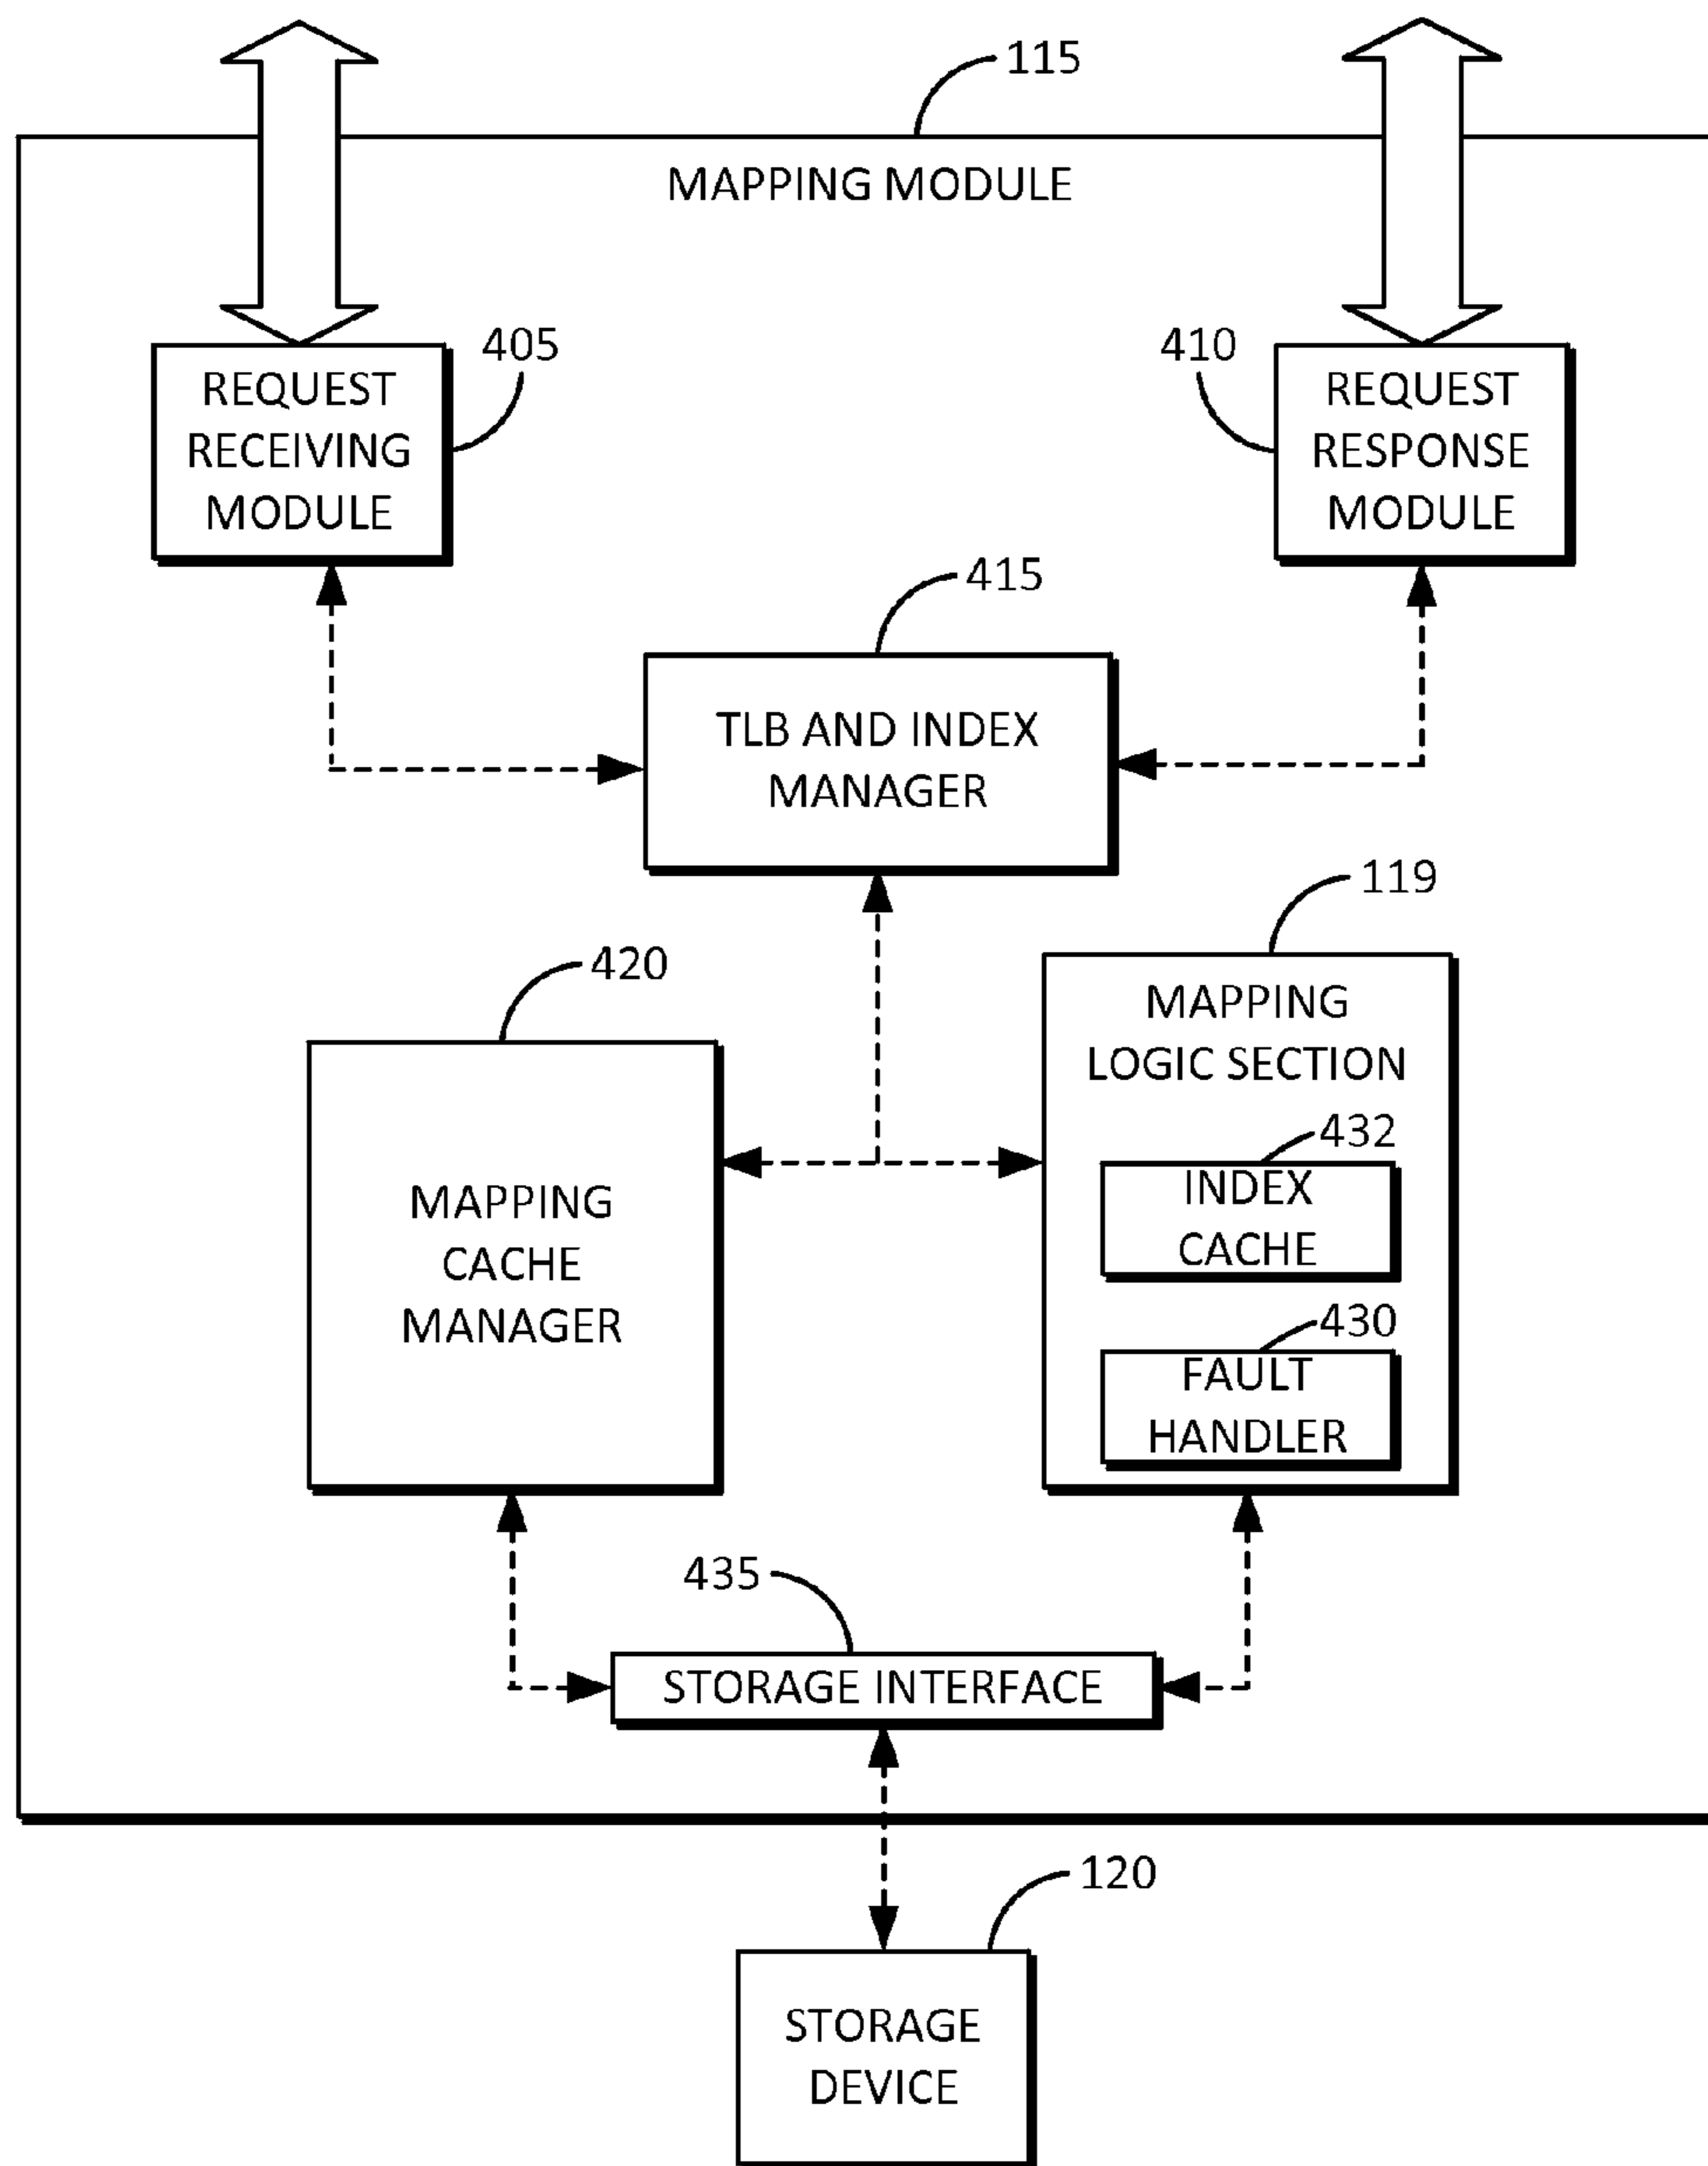 115
MAPPING MODULE
405
REQUEST
RECEIVING
MODULE
410
REQUEST
RESPONSE
MODULE
415
TLB AND INDEX
MANAGER
119
MAPPING
LOGIC SECTION
420
MAPPING
CACHE
MANAGER
432
INDEX
CACHE
430
FAULT
HANDLER
435
STORAGE INTERFACE
120
STORAGE
DEVICE